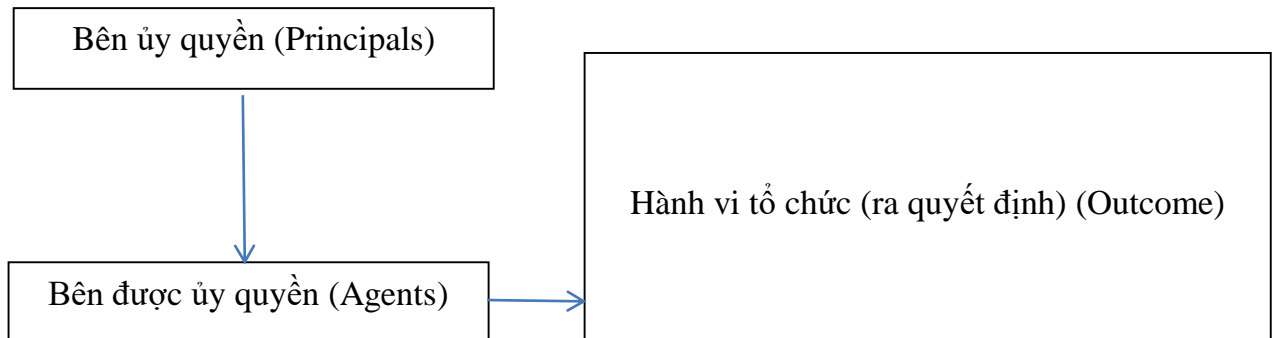 Bên ủy quyền (Principals)
Hành vi tổ chức (ra quyết định) (Outcome)
Bên được ủy quyền (Agents)